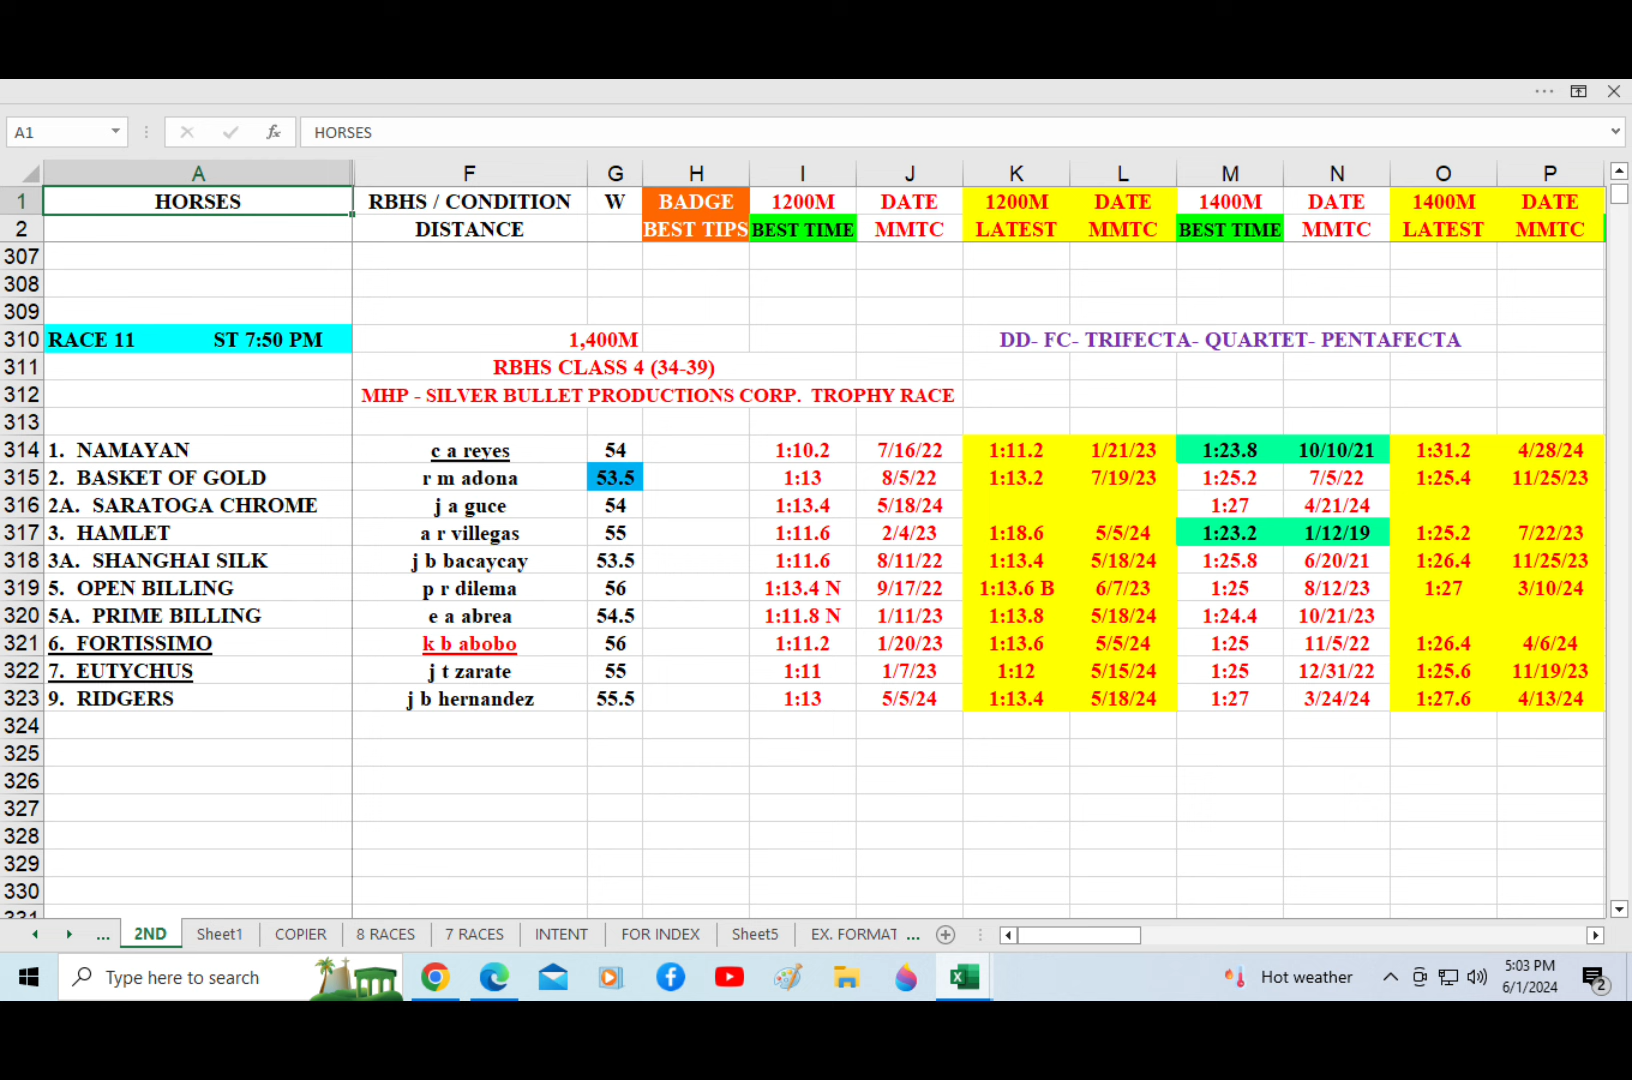 A1 fx HORSES
A F G H I J K L M N O P
1 HORSES RBHS / CONDITION W BADGE 1200M DATE 1200M DATE 1400M DATE 1400M DATE
2 DISTANCE BEST TIPS BEST TIME MMTC LATEST MMTC BEST TIME MMTC LATEST MMTC
307
308
309
310 RACE 11 ST 7:50 PM 1,400M DD- FC- TRIFECTA- QUARTET- PENTAFECTA
311 RBHS CLASS 4 (34-39)
312 MHP - SILVER BULLET PRODUCTIONS CORP. TROPHY RACE
313
314 1. NAMAYAN c a reyes 54 1:10.2 7/16/22 1:11.2 1/21/23 1:23.8 10/10/21 1:31.2 4/28/24
315 2. BASKET OF GOLD r m adona 53.5 1:13 8/5/22 1:13.2 7/19/23 1:25.2 7/5/22 1:25.4 11/25/23
316 2A. SARATOGA CHROME j a guce 54 1:13.4 5/18/24 1:27 4/21/24
317 3. HAMLET a r villegas 55 1:11.6 2/4/23 1:18.6 5/5/24 1:23.2 1/12/19 1:25.2 7/22/23
318 3A. SHANGHAI SILK j b bacaycay 53.5 1:11.6 8/11/22 1:13.4 5/18/24 1:25.8 6/20/21 1:26.4 11/25/23
319 5. OPEN BILLING p r dilema 56 1:13.4 N 9/17/22 1:13.6 B 6/7/23 1:25 8/12/23 1:27 3/10/24
320 5A. PRIME BILLING e a abrea 54.5 1:11.8 N 1/11/23 1:13.8 5/18/24 1:24.4 10/21/23
321 6. FORTISSIMO k b abobo 56 1:11.2 1/20/23 1:13.6 5/5/24 1:25 11/5/22 1:26.4 4/6/24
322 7. EUTYCHUS j t zarate 55 1:11 1/7/23 1:12 5/15/24 1:25 12/31/22 1:25.6 11/19/23
323 9. RIDGERS j b hernandez 55.5 1:13 5/5/24 1:13.4 5/18/24 1:27 3/24/24 1:27.6 4/13/24
324
325
326
327
328
329
330
331
... 2ND Sheet1 COPIER 8 RACES 7 RACES INTENT FOR INDEX Sheet5 EX. FORMAT ...
Type here to search Hot weather 5:03 PM
6/1/2024 2